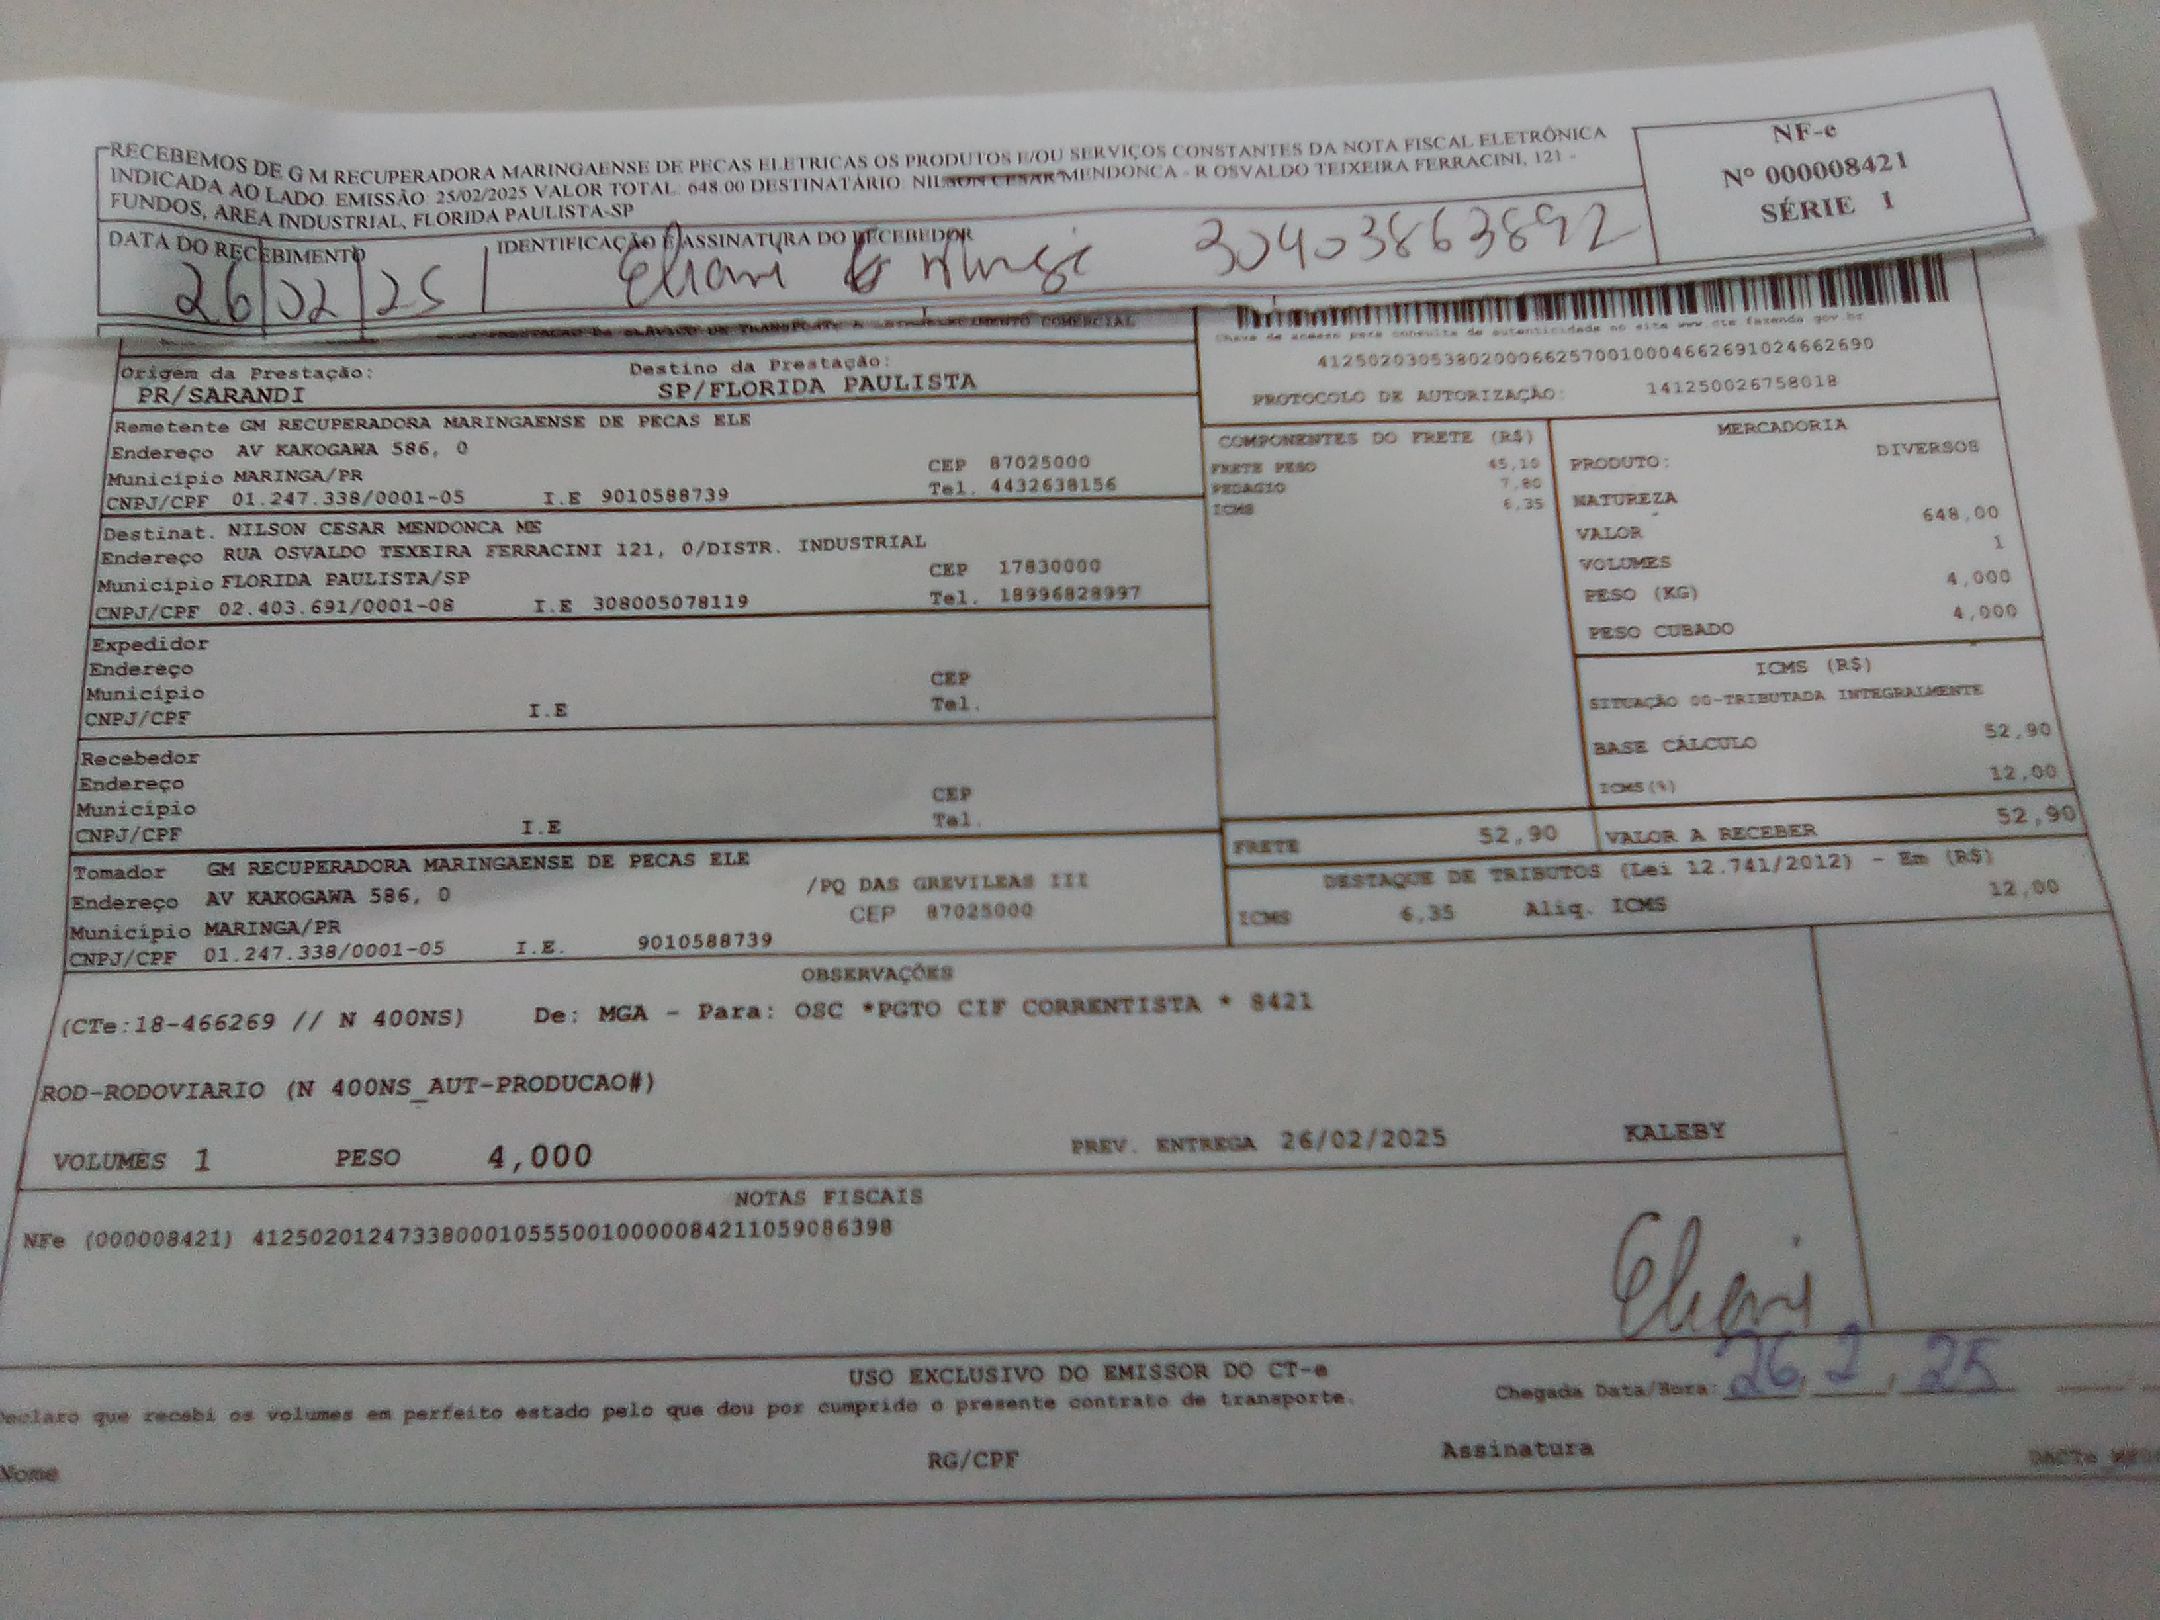 RECEBEMOS DE G M RECUPERADORA MARINGAENSE DE PECAS ELETRICAS OS PRODUTOS E/OU SERVIÇOS CONSTANTES DA NOTA FISCAL ELETRÔNICA
INDICADA AO LADO. EMISSÃO: 25/02/2025 VALOR TOTAL: 648.00 DESTINATÁRIO: NILSON CESAR MENDONCA - R OSVALDO TEIXEIRA FERRACINI, 121 -
FUNDOS, AREA INDUSTRIAL, FLORIDA PAULISTA-SP
NF-e
Nº 000008421
SÉRIE 1
DATA DO RECEBIMENTO
IDENTIFICAÇÃO E ASSINATURA DO RECEBEDOR
26/02/25
30403863892
Chave de acesso para consulta de autenticidade no site www.cte.fazenda.gov.br
41250203053802000662570010004662691024662690
PROTOCOLO DE AUTORIZAÇÃO: 141250026758018
Origem da Prestação:
PR/SARANDI
Destino da Prestação:
SP/FLORIDA PAULISTA
Remetente GM RECUPERADORA MARINGAENSE DE PECAS ELE
Endereço AV KAKOGAWA 586, 0
Município MARINGA/PR CEP 87025000
CNPJ/CPF 01.247.338/0001-05 I.E 9010588739 Tel. 4432638156
Destinat. NILSON CESAR MENDONCA ME
Endereço RUA OSVALDO TEXEIRA FERRACINI 121, 0/DISTR. INDUSTRIAL
Município FLORIDA PAULISTA/SP CEP 17830000
CNPJ/CPF 02.403.691/0001-08 I.E 308005078119 Tel. 18996828997
Expedidor
Endereço
Município CEP
CNPJ/CPF I.E Tel.
Recebedor
Endereço
Município CEP
CNPJ/CPF I.E Tel.
Tomador GM RECUPERADORA MARINGAENSE DE PECAS ELE
Endereço AV KAKOGAWA 586, 0 /PQ DAS GREVILEAS III
Município MARINGA/PR CEP 87025000
CNPJ/CPF 01.247.338/0001-05 I.E. 9010588739
COMPONENTES DO FRETE (R$)
FRETE PESO 45,10
PEDAGIO 7,80
ICMS 6,35
MERCADORIA
PRODUTO: DIVERSOS
NATUREZA
VALOR 648,00
VOLUMES 1
PESO (KG) 4,000
PESO CUBADO 4,000
ICMS (R$)
SITUAÇÃO 00-TRIBUTADA INTEGRALMENTE
BASE CÁLCULO 52,90
ICMS(%) 12,00
FRETE 52,90 VALOR A RECEBER 52,90
DESTAQUE DE TRIBUTOS (Lei 12.741/2012) - Em (R$)
ICMS 6,35 Aliq. ICMS 12,00
OBSERVAÇÕES
(CTe:18-466269 // N 400NS) De: MGA - Para: OSC *PGTO CIF CORRENTISTA * 8421
ROD-RODOVIARIO (N 400NS_AUT-PRODUCAO#)
VOLUMES 1 PESO 4,000 PREV. ENTREGA 26/02/2025 KALEBY
NOTAS FISCAIS
NFe (000008421) 41250201247338000105550010000084211059086398
USO EXCLUSIVO DO EMISSOR DO CT-e
Declaro que recebi os volumes em perfeito estado pelo que dou por cumprido o presente contrato de transporte.
Chegada Data/Hora: 26 2 25
Nome RG/CPF Assinatura